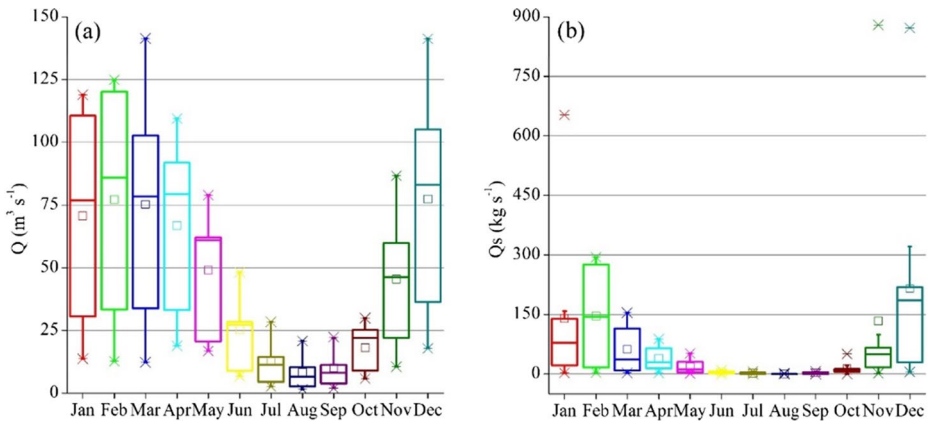 (a)
150
125
100
75
50
25
0
Q (m³ s⁻¹)
Jan Feb Mar Apr May Jun Jul Aug Sep Oct Nov Dec
(b)
900
750
600
450
300
150
0
Qs (kg s⁻¹)
Jan Feb Mar Apr May Jun Jul Aug Sep Oct Nov Dec